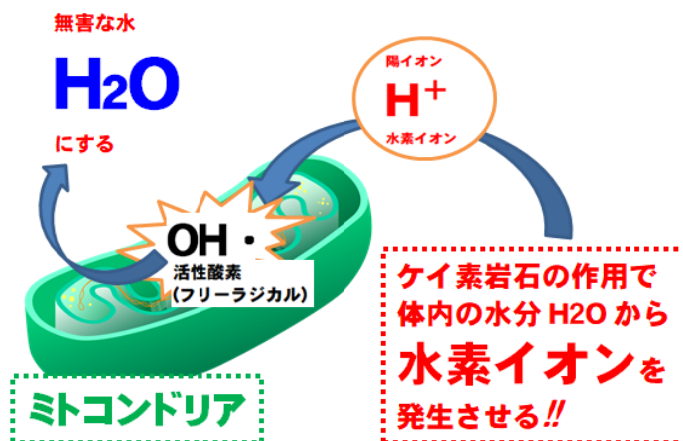 無害な水
H2O
にする
陽イオン
H+
水素イオン
OH・
活性酸素
(フリーラジカル)
ミトコンドリア
ケイ素岩石の作用で
体内の水分H2Oから
水素イオンを
発生させる!!